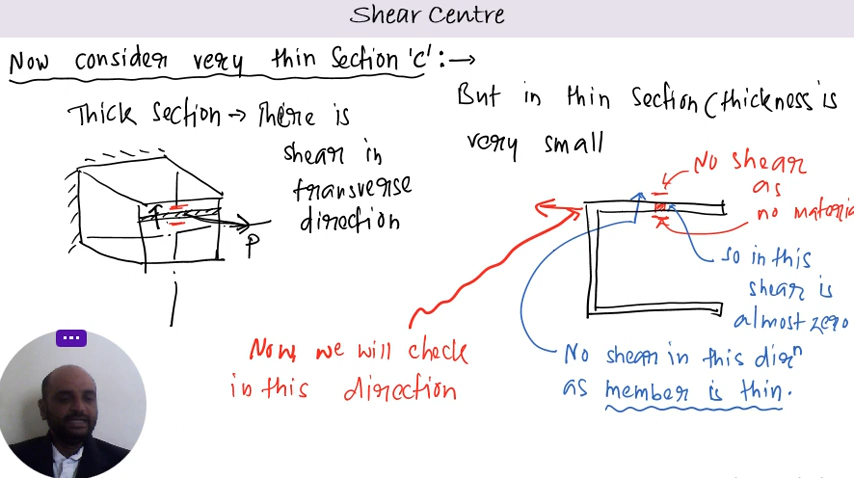 Shear Centre
Now consider very thin section 'c' :→
Thick section → There is
shear in
transverse
direction
P
But in thin section (thickness is
very small
No shear
as
no materia
so in this
shear is
almost zero
No shear in this dirⁿ
as member is thin.
Now, we will check
in this direction